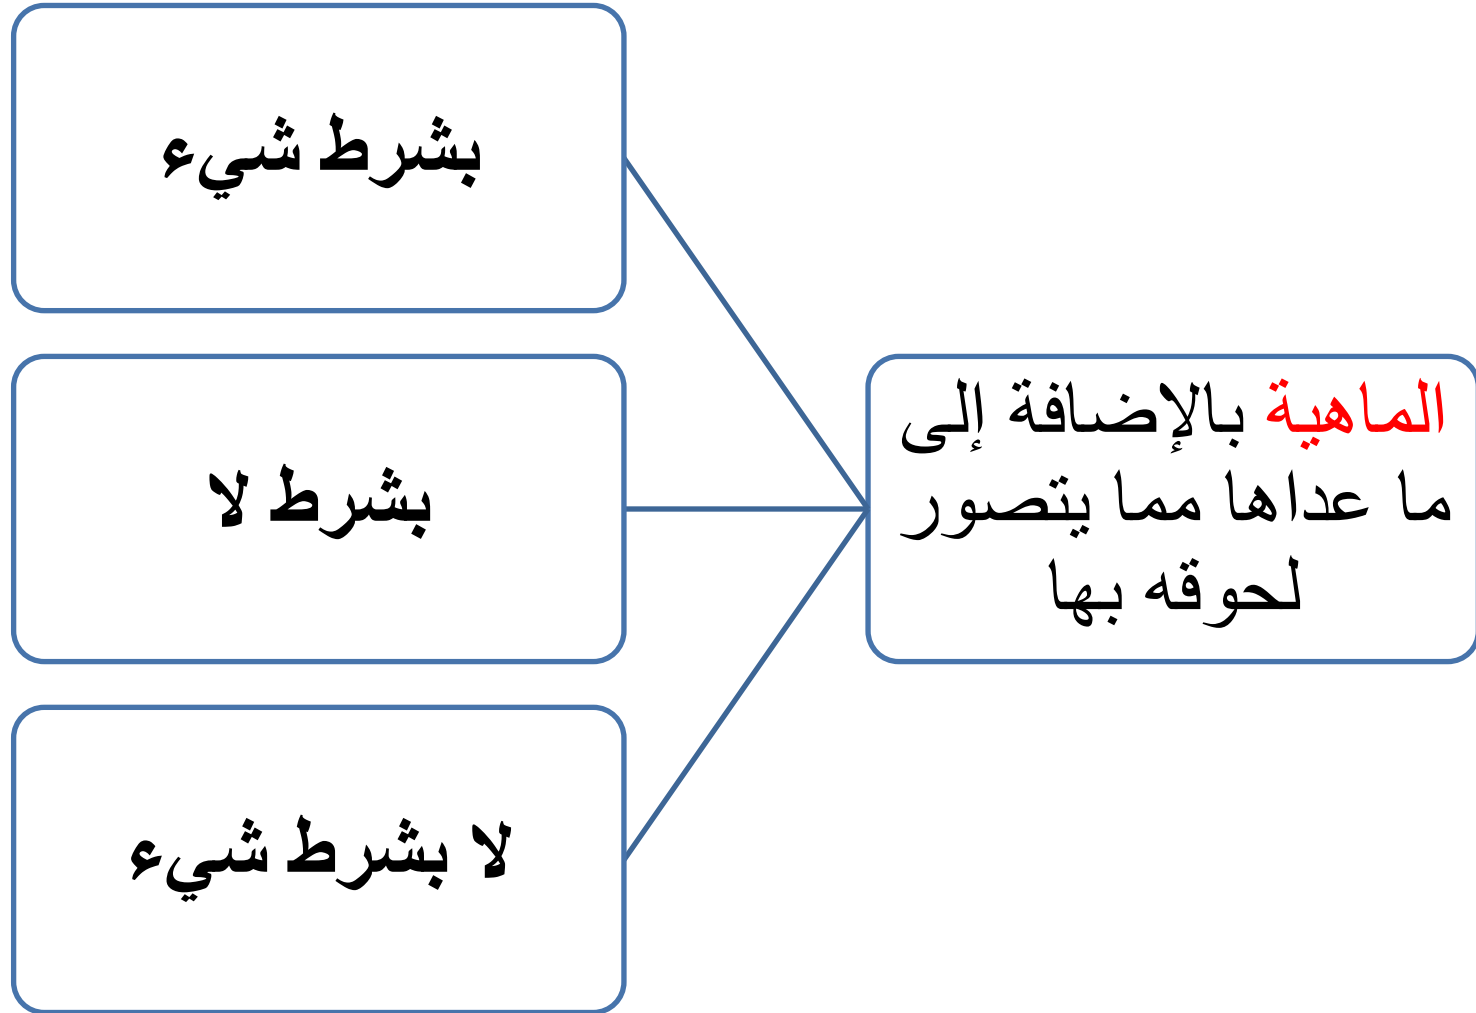 الماهية بالإضافة إلى
ما عداها مما يتصور
لحوقه بها
بشرط شيء
بشرط لا
لا بشرط شيء